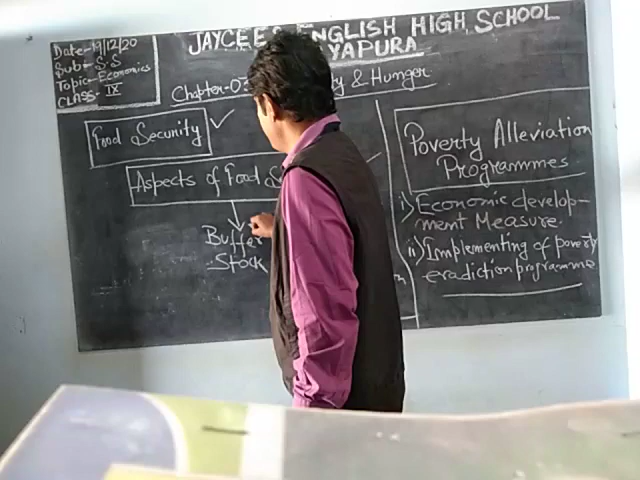 Date-19/12/20
Sub:- S.S
Topic-Economics
CLASS- IX
JAYCEES ENGLISH HIGH SCHOOL
YAPURA
Chapter-03 & Hunger
Food Security
Aspects of Food
Buffer
Stock
Poverty Alleviation
Programmes
i) Economic develop-
ment Measure.
ii) Implementing of poverty
eradiction programme